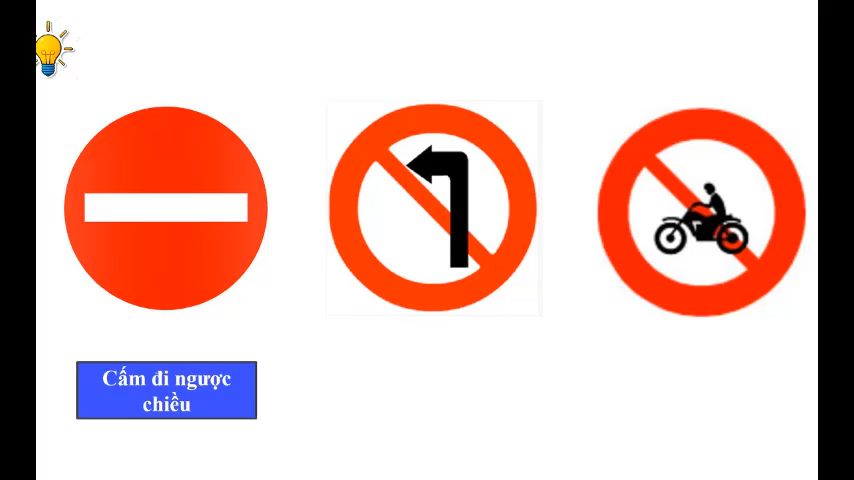 Cấm đi ngược
chiều